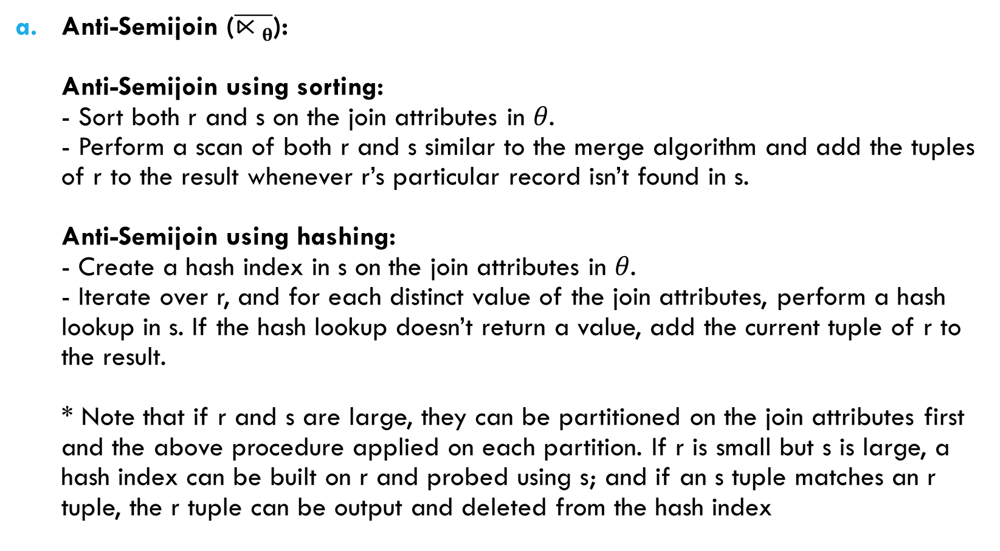 a. Anti-Semijoin (⋉̅ θ):
Anti-Semijoin using sorting:
- Sort both r and s on the join attributes in θ.
- Perform a scan of both r and s similar to the merge algorithm and add the tuples
of r to the result whenever r’s particular record isn’t found in s.
Anti-Semijoin using hashing:
- Create a hash index in s on the join attributes in θ.
- Iterate over r, and for each distinct value of the join attributes, perform a hash
lookup in s. If the hash lookup doesn’t return a value, add the current tuple of r to
the result.
* Note that if r and s are large, they can be partitioned on the join attributes first
and the above procedure applied on each partition. If r is small but s is large, a
hash index can be built on r and probed using s; and if an s tuple matches an r
tuple, the r tuple can be output and deleted from the hash index